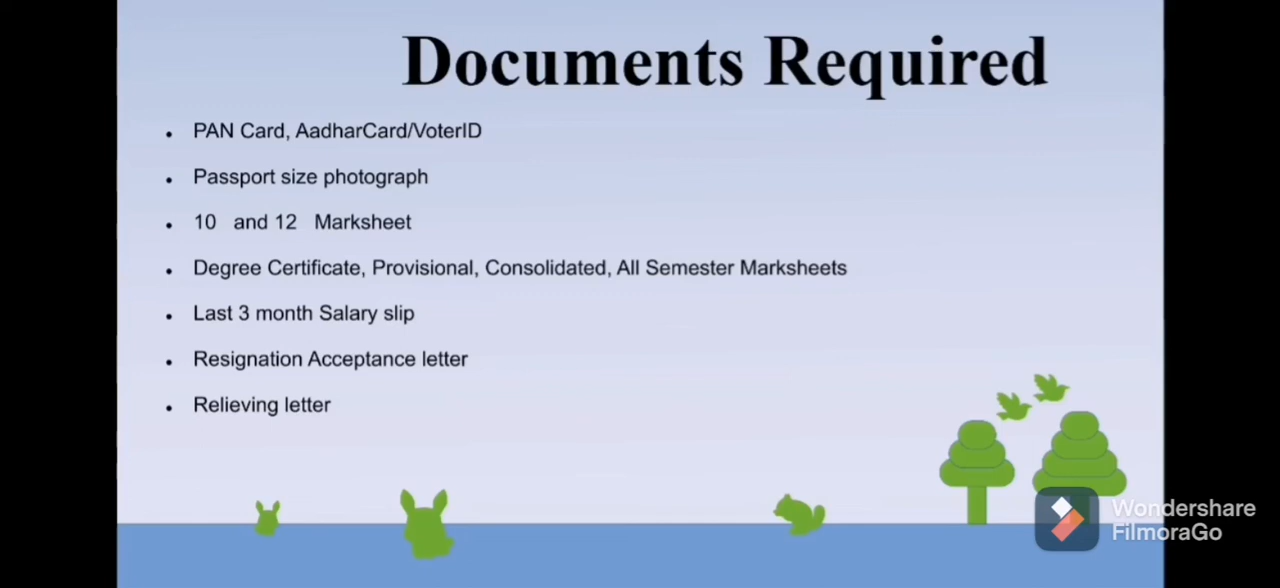 Documents Required
• PAN Card, AadharCard/VoterID
• Passport size photograph
• 10 and 12 Marksheet
• Degree Certificate, Provisional, Consolidated, All Semester Marksheets
• Last 3 month Salary slip
• Resignation Acceptance letter
• Relieving letter
Wondershare
FilmoraGo